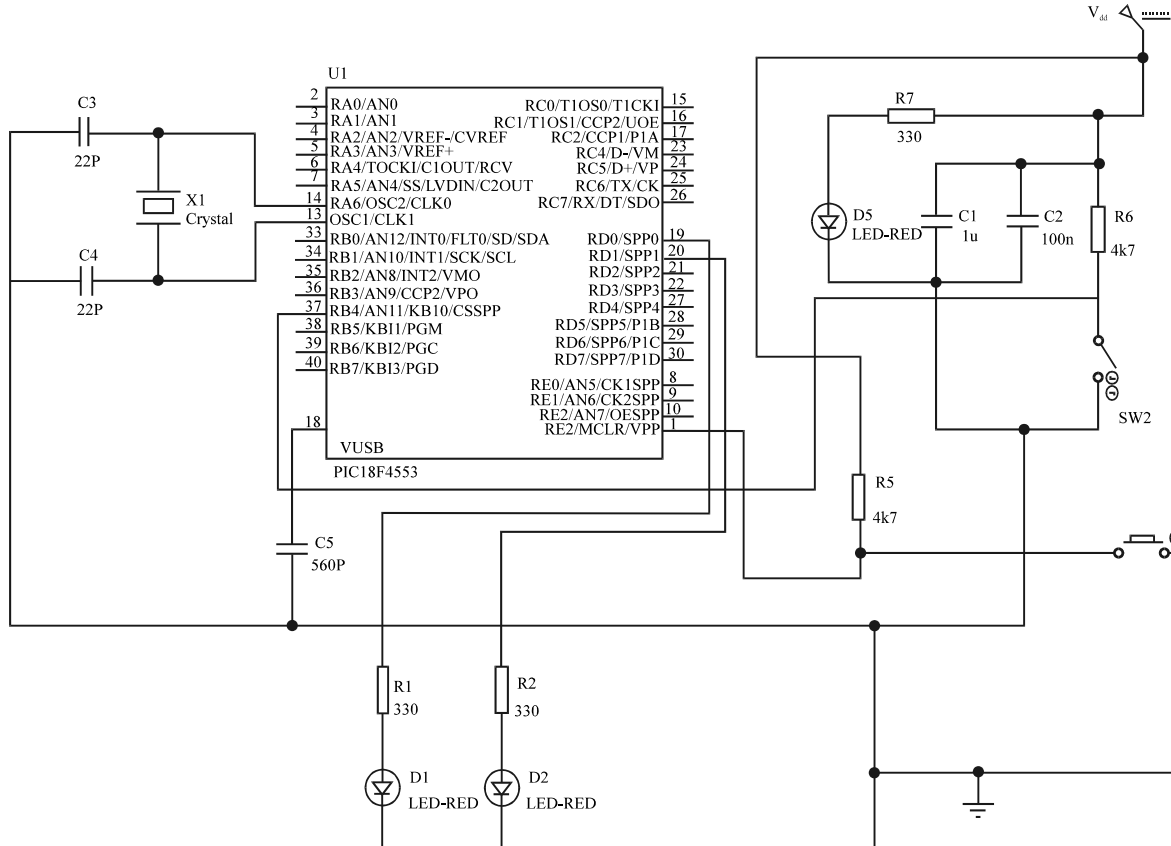 V dd
U1
C3
22P
X1
Crystal
C4
22P
2 RA0/AN0
3 RA1/AN1
4 RA2/AN2/VREF-/CVREF
5 RA3/AN3/VREF+
6 RA4/TOCKI/C1OUT/RCV
7 RA5/AN4/SS/LVDIN/C2OUT
14 RA6/OSC2/CLK0
13 OSC1/CLK1
33 RB0/AN12/INT0/FLT0/SD/SDA
34 RB1/AN10/INT1/SCK/SCL
35 RB2/AN8/INT2/VMO
36 RB3/AN9/CCP2/VPO
37 RB4/AN11/KB10/CSSPP
38 RB5/KBI1/PGM
39 RB6/KBI2/PGC
40 RB7/KBI3/PGD
18
VUSB
PIC18F4553
RC0/T1OS0/T1CKI 15
RC1/T1OS1/CCP2/UOE 16
RC2/CCP1/P1A 17
RC4/D-/VM 23
RC5/D+/VP 24
RC6/TX/CK 25
RC7/RX/DT/SDO 26
RD0/SPP0 19
RD1/SPP1 20
RD2/SPP2 21
RD3/SPP3 22
RD4/SPP4 27
RD5/SPP5/P1B 28
RD6/SPP6/P1C 29
RD7/SPP7/P1D 30
RE0/AN5/CK1SPP 8
RE1/AN6/CK2SPP 9
RE2/AN7/OESPP 10
RE2/MCLR/VPP 1
R7
330
D5
LED-RED
C1
1u
C2
100n
R6
4k7
SW2
R5
4k7
C5
560P
R1
330
R2
330
D1
LED-RED
D2
LED-RED